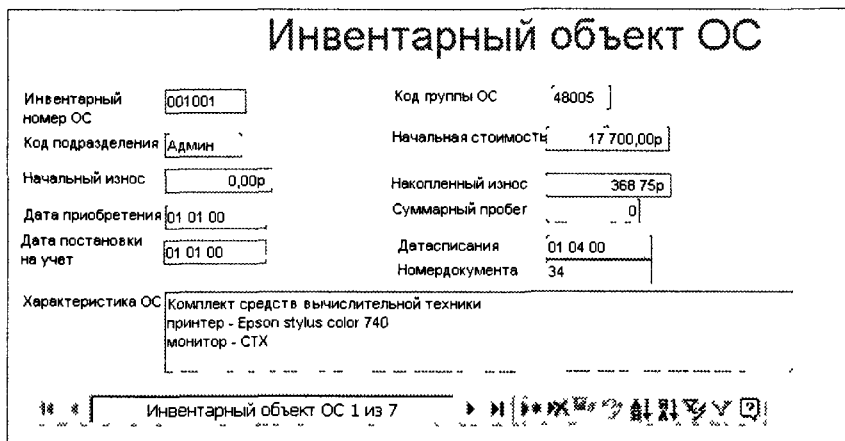 Инвентарный объект ОС
Инвентарный номер ОС 001001
Код группы ОС 48005
Код подразделения Админ
Начальная стоимость 17 700,00р
Начальный износ 0,00р
Накопленный износ 368 75р
Дата приобретения 01 01 00
Суммарный пробег 0
Дата постановки на учет 01 01 00
Датасписания 01 04 00
Номердокумента 34
Характеристика ОС Комплект средств вычислительной техники
принтер - Epson stylus color 740
монитор - CTX
Инвентарный объект ОС 1 из 7